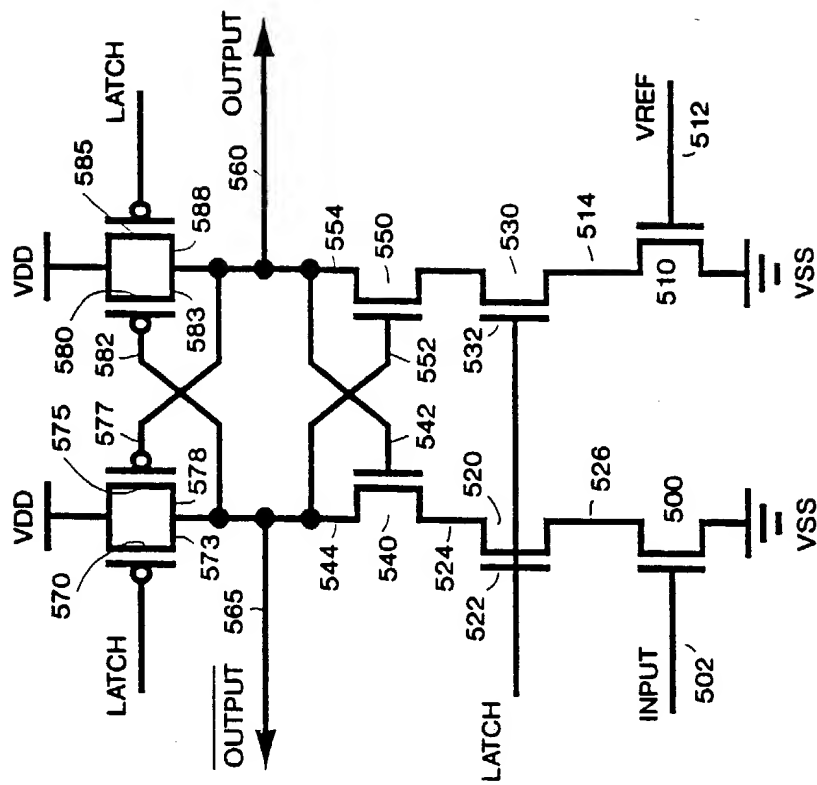 VDD
VDD
LATCH
LATCH
570
575
577
582
580
585
573
578
583
588
OUTPUT
565
OUTPUT
560
544
554
540
542
552
550
524
520
522
532
530
LATCH
526
514
INPUT
502
500
510
VREF
512
VSS
VSS